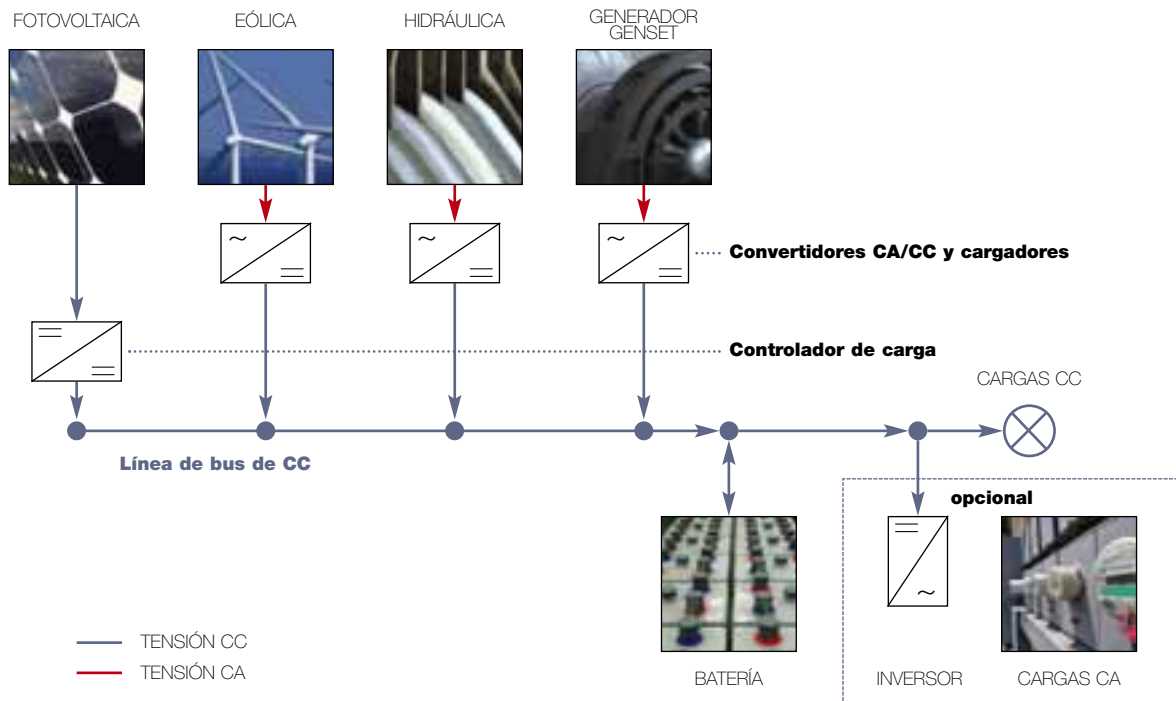 FOTOVOLTAICA
EÓLICA
HIDRÁULICA
GENERADOR
GENSET
Convertidores CA/CC y cargadores
Controlador de carga
CARGAS CC
Línea de bus de CC
opcional
TENSIÓN CC
TENSIÓN CA
BATERÍA
INVERSOR
CARGAS CA